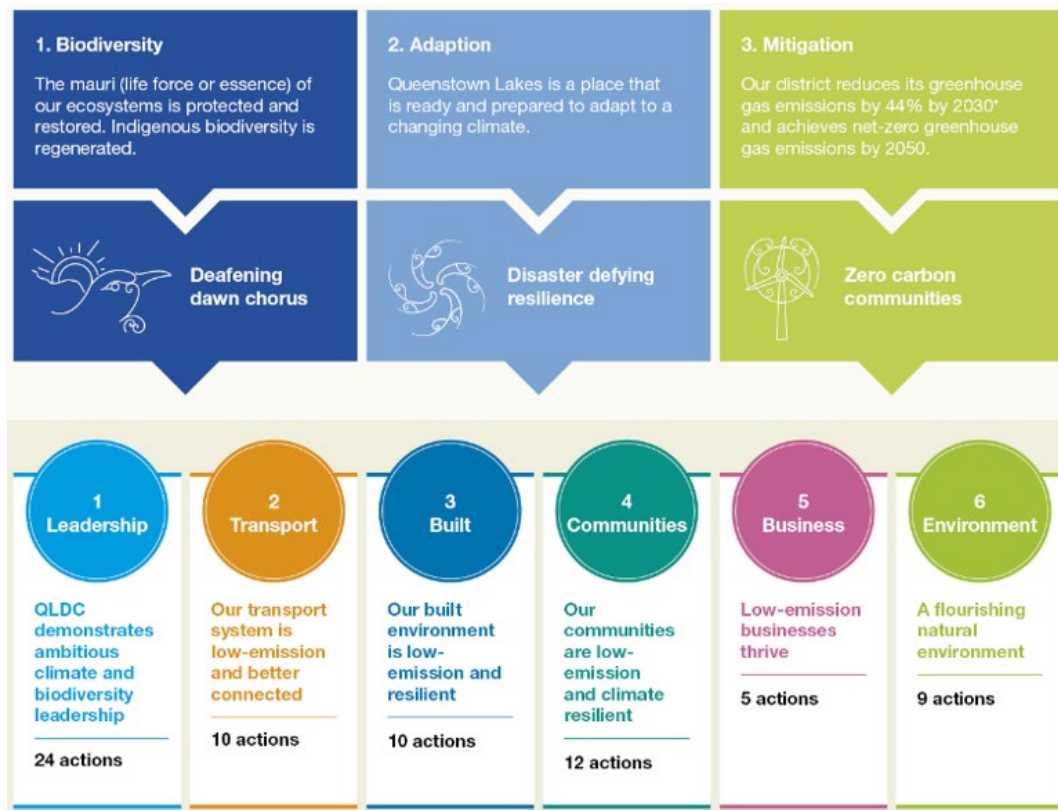 1. Biodiversity
The mauri (life force or essence) of
our ecosystems is protected and
restored. Indigenous biodiversity is
regenerated.
2. Adaption
Queenstown Lakes is a place that
is ready and prepared to adapt to a
changing climate.
3. Mitigation
Our district reduces its greenhouse
gas emissions by 44% by 2030*
and achieves net-zero greenhouse
gas emissions by 2050.
Deafening
dawn chorus
Disaster defying
resilience
Zero carbon
communities
1
Leadership
QLDC
demonstrates
ambitious
climate and
biodiversity
leadership
24 actions
2
Transport
Our transport
system is
low-emission
and better
connected
10 actions
3
Built
Our built
environment
is low-
emission and
resilient
10 actions
4
Communities
Our
communities
are low-
emission
and climate
resilient
12 actions
5
Business
Low-emission
businesses
thrive
5 actions
6
Environment
A flourishing
natural
environment
9 actions